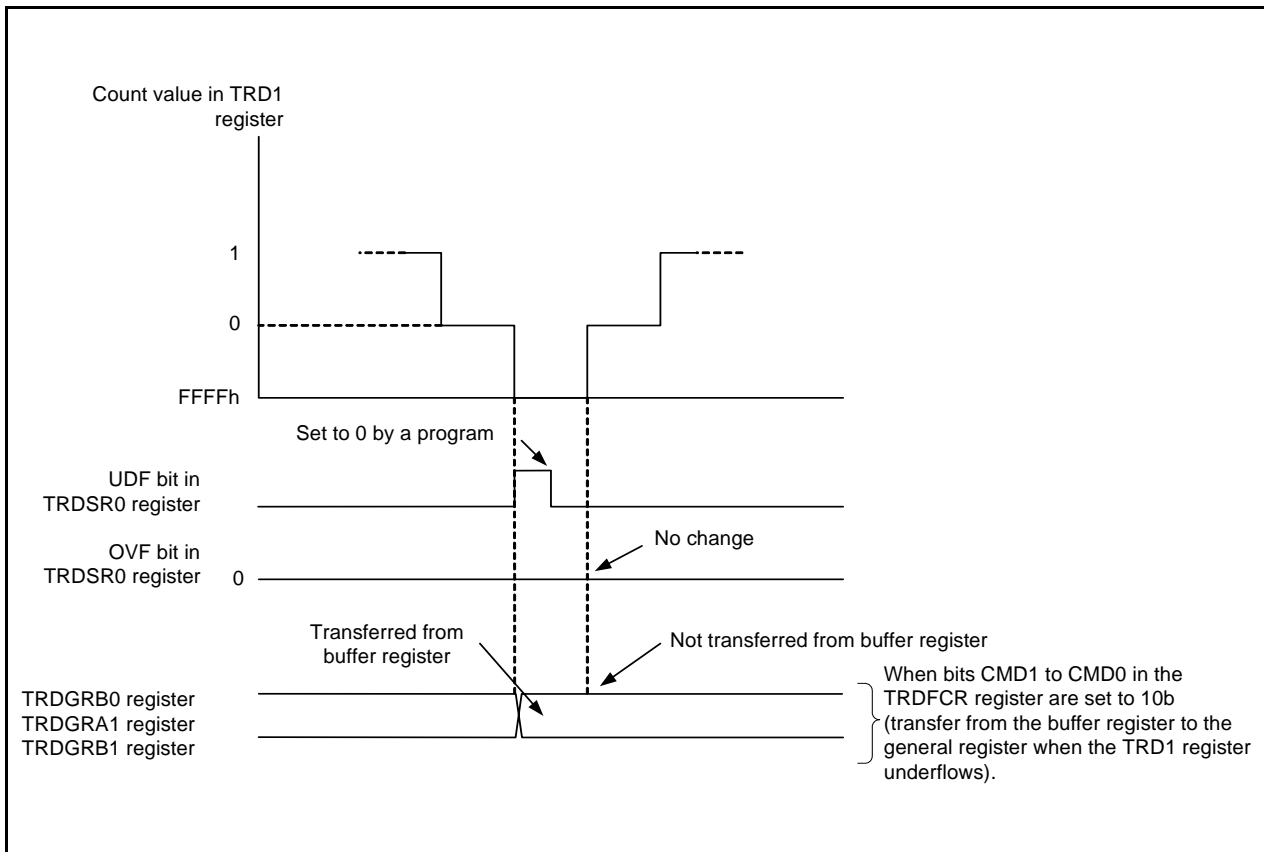 Count value in TRD1
register
1
0
FFFFh
Set to 0 by a program
UDF bit in
TRDSR0 register
No change
OVF bit in
TRDSR0 register
0
Transferred from
buffer register
Not transferred from buffer register
TRDGRB0 register
TRDGRA1 register
TRDGRB1 register
When bits CMD1 to CMD0 in the
TRDFCR register are set to 10b
(transfer from the buffer register to the
general register when the TRD1 register
underflows).